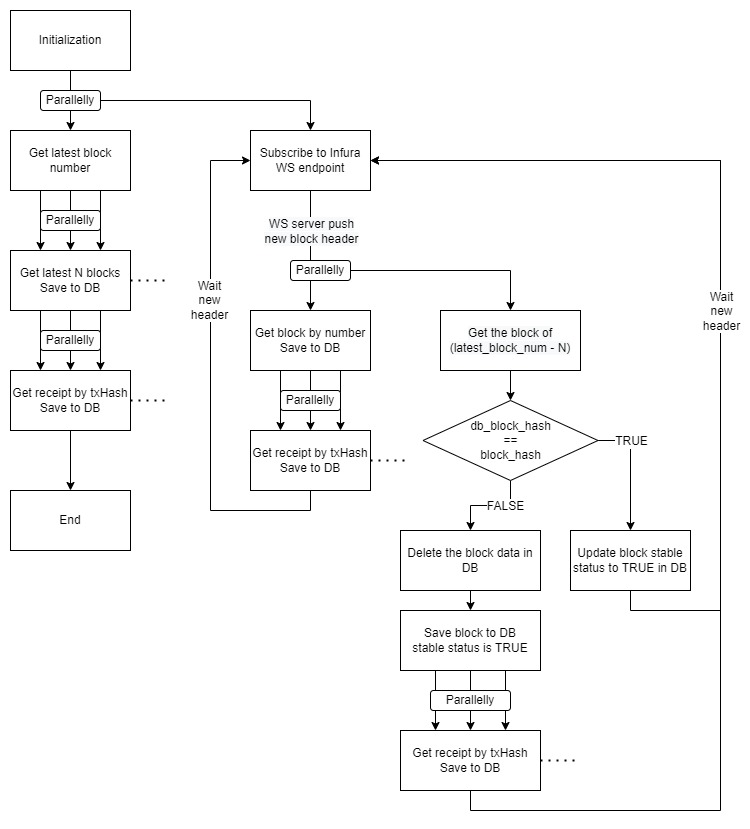 Initialization
Parallelly
Get latest block
number
Parallelly
Get latest N blocks
Save to DB
Parallelly
Get receipt by txHash
Save to DB
End
Subscribe to Infura
WS endpoint
WS server push
new block header
Parallelly
Wait
new
header
Get block by number
Save to DB
Parallelly
Get receipt by txHash
Save to DB
Get the block of
(latest_block_num - N)
db_block_hash
==
block_hash
TRUE
FALSE
Wait
new
header
Delete the block data in
DB
Update block stable
status to TRUE in DB
Save block to DB
stable status is TRUE
Parallelly
Get receipt by txHash
Save to DB